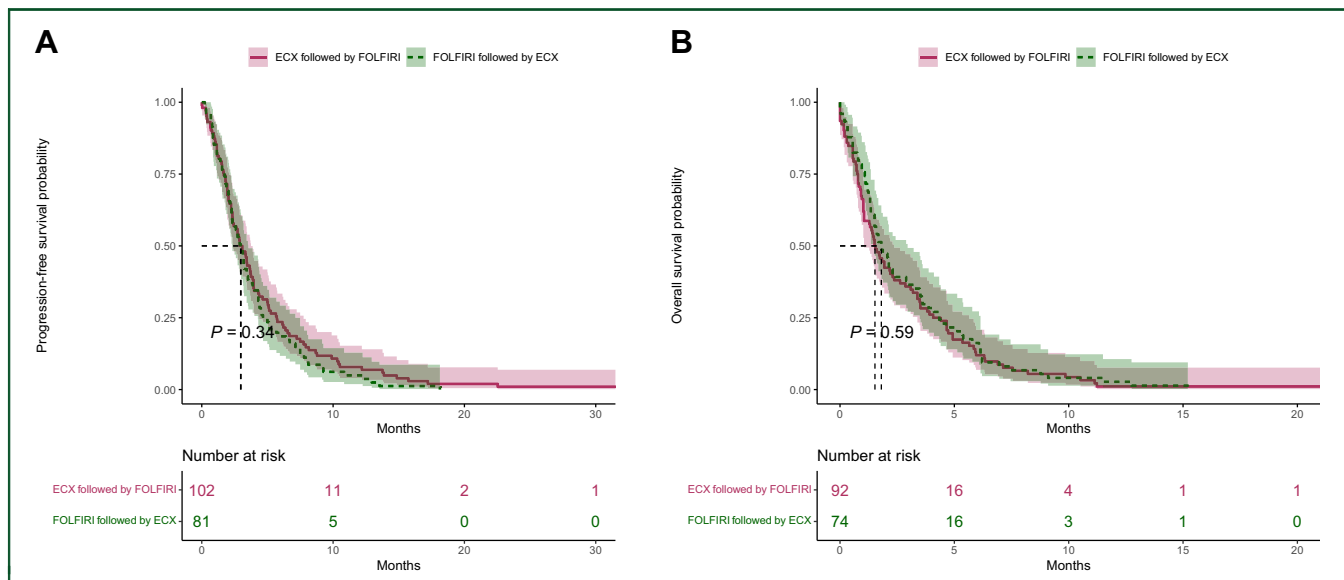 A
ECX followed by FOLFIRI FOLFIRI followed by ECX
Progression-free survival probability
1.00
0.75
0.50
0.25
0.00
P = 0.34
0 10 20 30
Months
Number at risk
ECX followed by FOLFIRI 102 11 2 1
FOLFIRI followed by ECX 81 5 0 0
0 10 20 30
Months
B
ECX followed by FOLFIRI FOLFIRI followed by ECX
Overall survival probability
1.00
0.75
0.50
0.25
0.00
P = 0.59
0 5 10 15 20
Months
Number at risk
ECX followed by FOLFIRI 92 16 4 1 1
FOLFIRI followed by ECX 74 16 3 1 0
0 5 10 15 20
Months